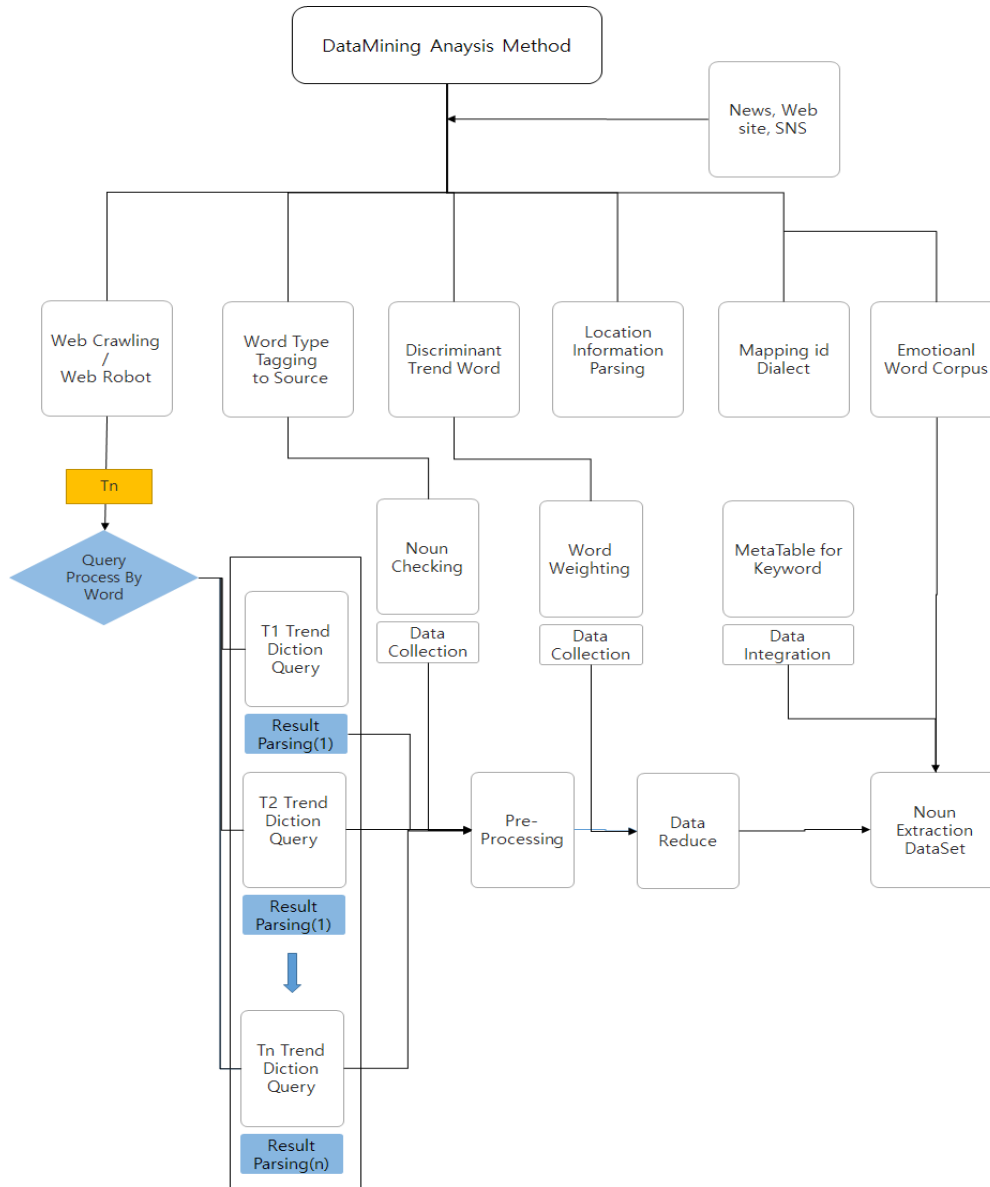 DataMining Anaysis Method
News, Web
site, SNS
Web Crawling
/
Web Robot
Word Type
Tagging
to Source
Discriminant
Trend Word
Location
Information
Parsing
Mapping id
Dialect
Emotioanl
Word Corpus
Tn
Query
Process By
Word
Noun
Checking
Data
Collection
Word
Weighting
Data
Collection
MetaTable for
Keyword
Data
Integration
T1 Trend
Diction
Query
Result
Parsing(1)
T2 Trend
Diction
Query
Result
Parsing(1)
Tn Trend
Diction
Query
Result
Parsing(n)
Pre-
Processing
Data
Reduce
Noun
Extraction
DataSet